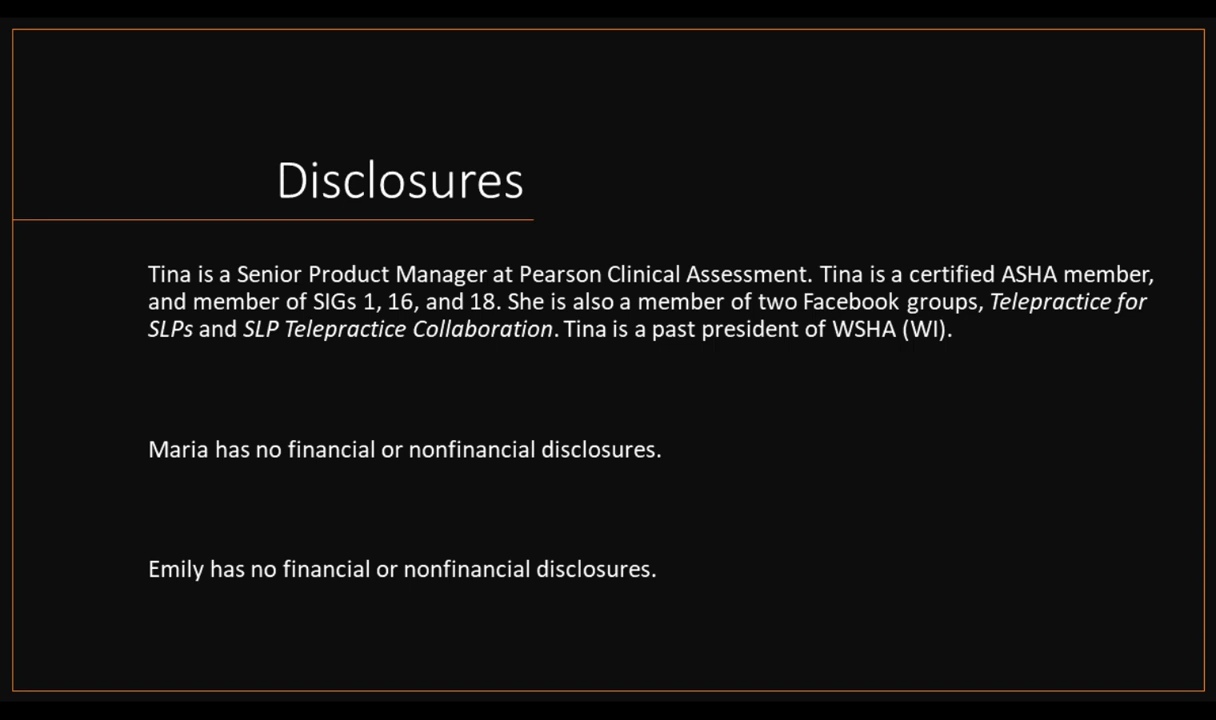 Disclosures
Tina is a Senior Product Manager at Pearson Clinical Assessment. Tina is a certified ASHA member,
and member of SIGs 1, 16, and 18. She is also a member of two Facebook groups, Telepractice for
SLPs and SLP Telepractice Collaboration. Tina is a past president of WSHA (WI).
Maria has no financial or nonfinancial disclosures.
Emily has no financial or nonfinancial disclosures.